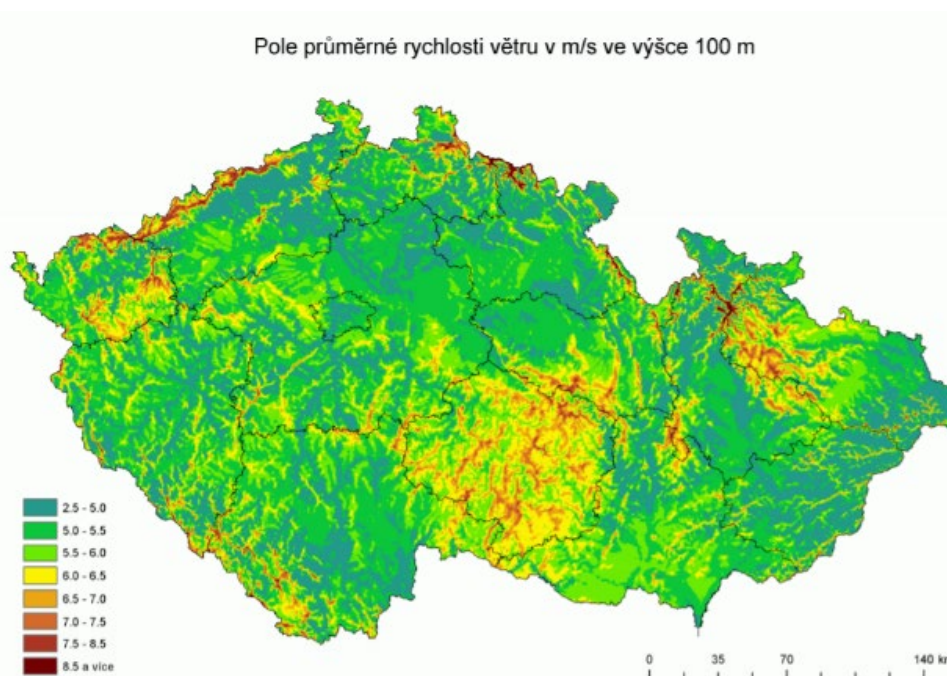 Pole průměrné rychlosti větru v m/s ve výšce 100 m
2.5 - 5.0
5.0 - 5.5
5.5 - 6.0
6.0 - 6.5
6.5 - 7.0
7.0 - 7.5
7.5 - 8.5
8.5 a více
0 35 70 140 km